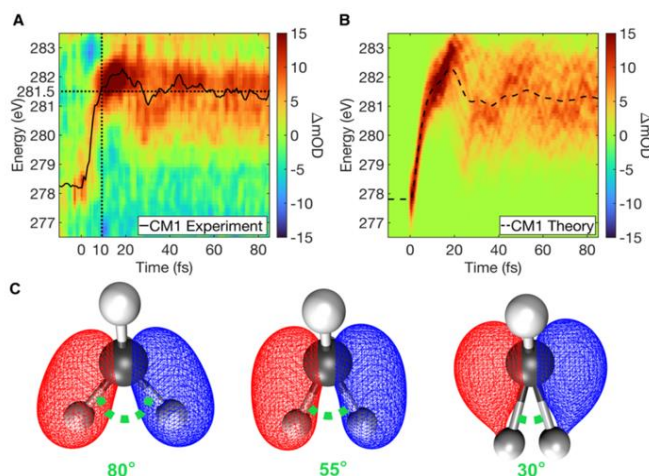 A
B
283
282
281.5
281
280
279
278
277
Energy (eV)
0 10 20 40 60 80
Time (fs)
CM1 Experiment
15
10
5
0
-5
-10
-15
ΔmOD
283
282
281
280
279
278
277
Energy (eV)
0 20 40 60 80
Time (fs)
CM1 Theory
15
10
5
0
-5
-10
-15
ΔmOD
C
80° 55° 30°